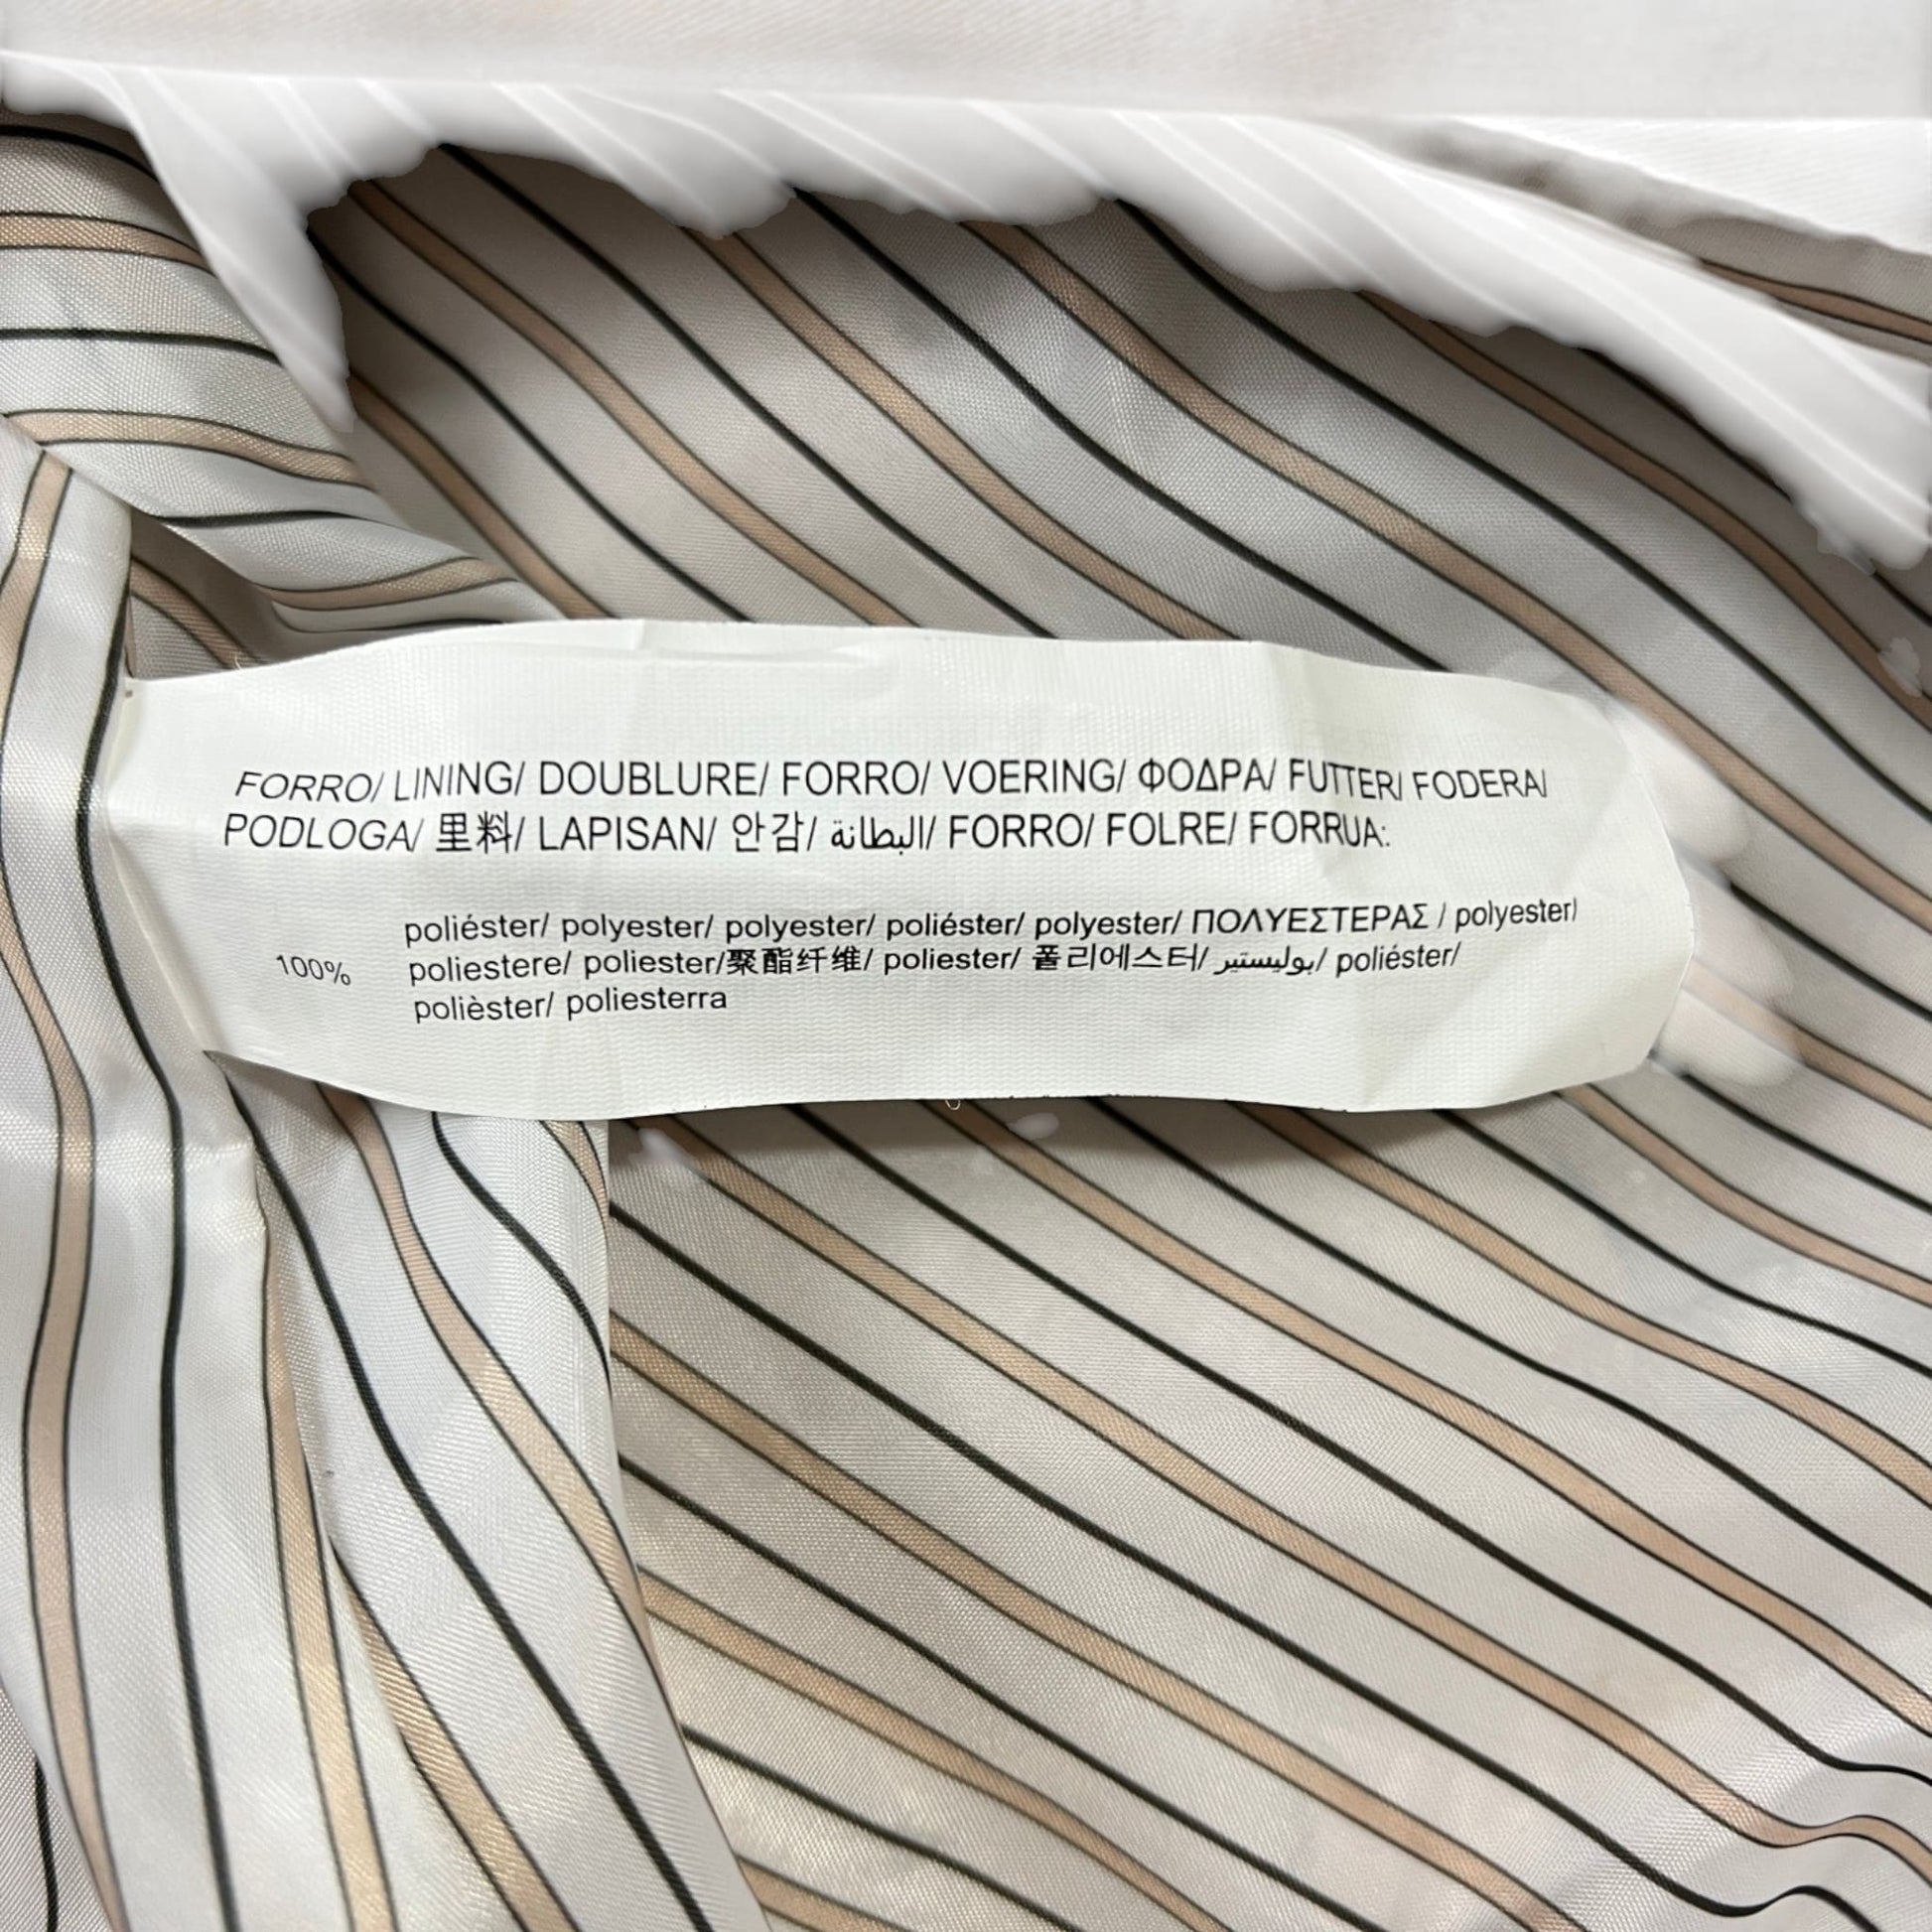 FORRO/ LINING/ DOUBLURE/ FORRO/ VOERING/ ΦΟΔΡΑ/ FUTTER/ FODERA/
PODLOGA/ 里料/ LAPISAN/ 안감/ البطانة/ FORRO/ FOLRE/ FORRUA:
poliéster/ polyester/ polyester/ poliéster/ polyester/ ΠΟΛΥΕΣΤΕΡΑΣ / polyester/
100% poliestere/ poliester/聚酯纤维/ poliester/ 폴리에스터/ بوليستير/ poliéster/
polièster/ poliesterra